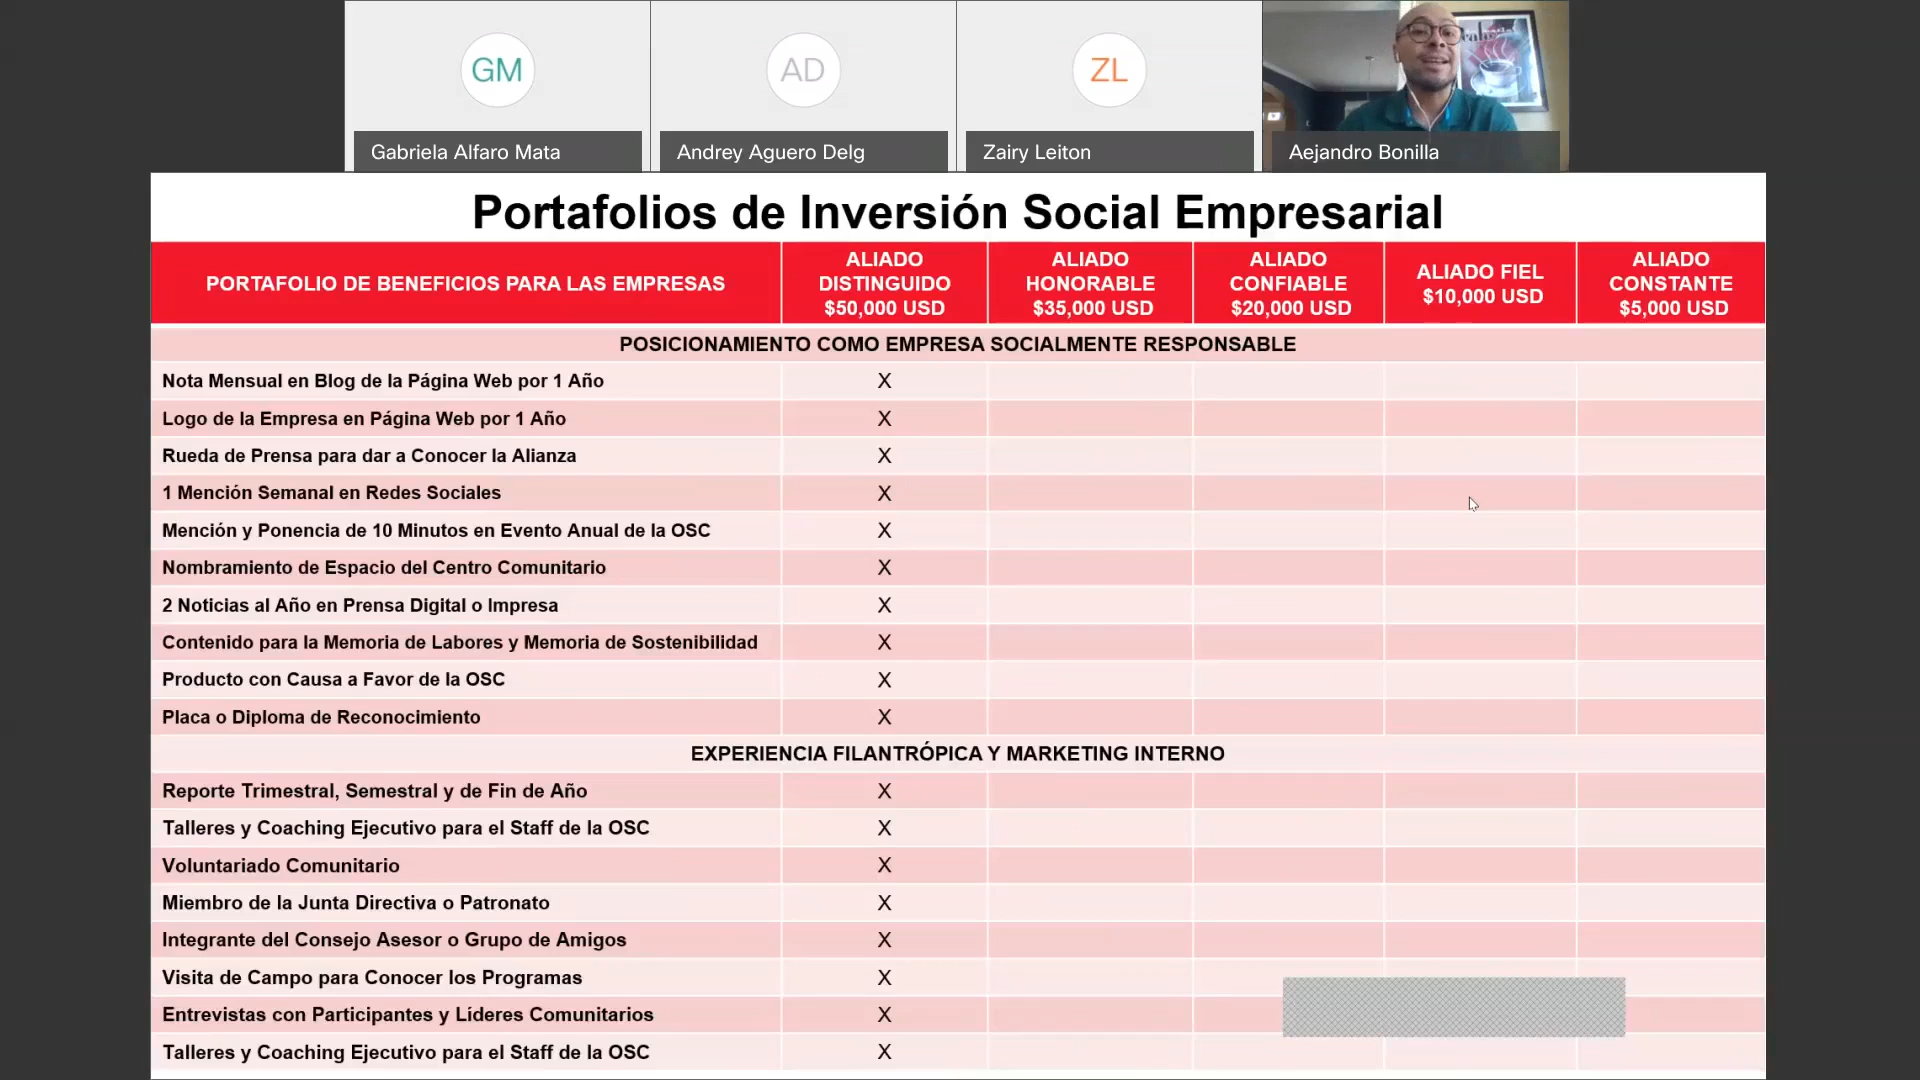 GM
AD
ZL
Gabriela Alfaro Mata
Andrey Aguero Delg
Zairy Leiton
Aejandro Bonilla
Portafolios de Inversión Social Empresarial
PORTAFOLIO DE BENEFICIOS PARA LAS EMPRESAS
ALIADO
DISTINGUIDO
$50,000 USD
ALIADO
HONORABLE
$35,000 USD
ALIADO
CONFIABLE
$20,000 USD
ALIADO FIEL
$10,000 USD
ALIADO
CONSTANTE
$5,000 USD
POSICIONAMIENTO COMO EMPRESA SOCIALMENTE RESPONSABLE
Nota Mensual en Blog de la Página Web por 1 Año X
Logo de la Empresa en Página Web por 1 Año X
Rueda de Prensa para dar a Conocer la Alianza X
1 Mención Semanal en Redes Sociales X
Mención y Ponencia de 10 Minutos en Evento Anual de la OSC X
Nombramiento de Espacio del Centro Comunitario X
2 Noticias al Año en Prensa Digital o Impresa X
Contenido para la Memoria de Labores y Memoria de Sostenibilidad X
Producto con Causa a Favor de la OSC X
Placa o Diploma de Reconocimiento X
EXPERIENCIA FILANTRÓPICA Y MARKETING INTERNO
Reporte Trimestral, Semestral y de Fin de Año X
Talleres y Coaching Ejecutivo para el Staff de la OSC X
Voluntariado Comunitario X
Miembro de la Junta Directiva o Patronato X
Integrante del Consejo Asesor o Grupo de Amigos X
Visita de Campo para Conocer los Programas X
Entrevistas con Participantes y Líderes Comunitarios X
Talleres y Coaching Ejecutivo para el Staff de la OSC X